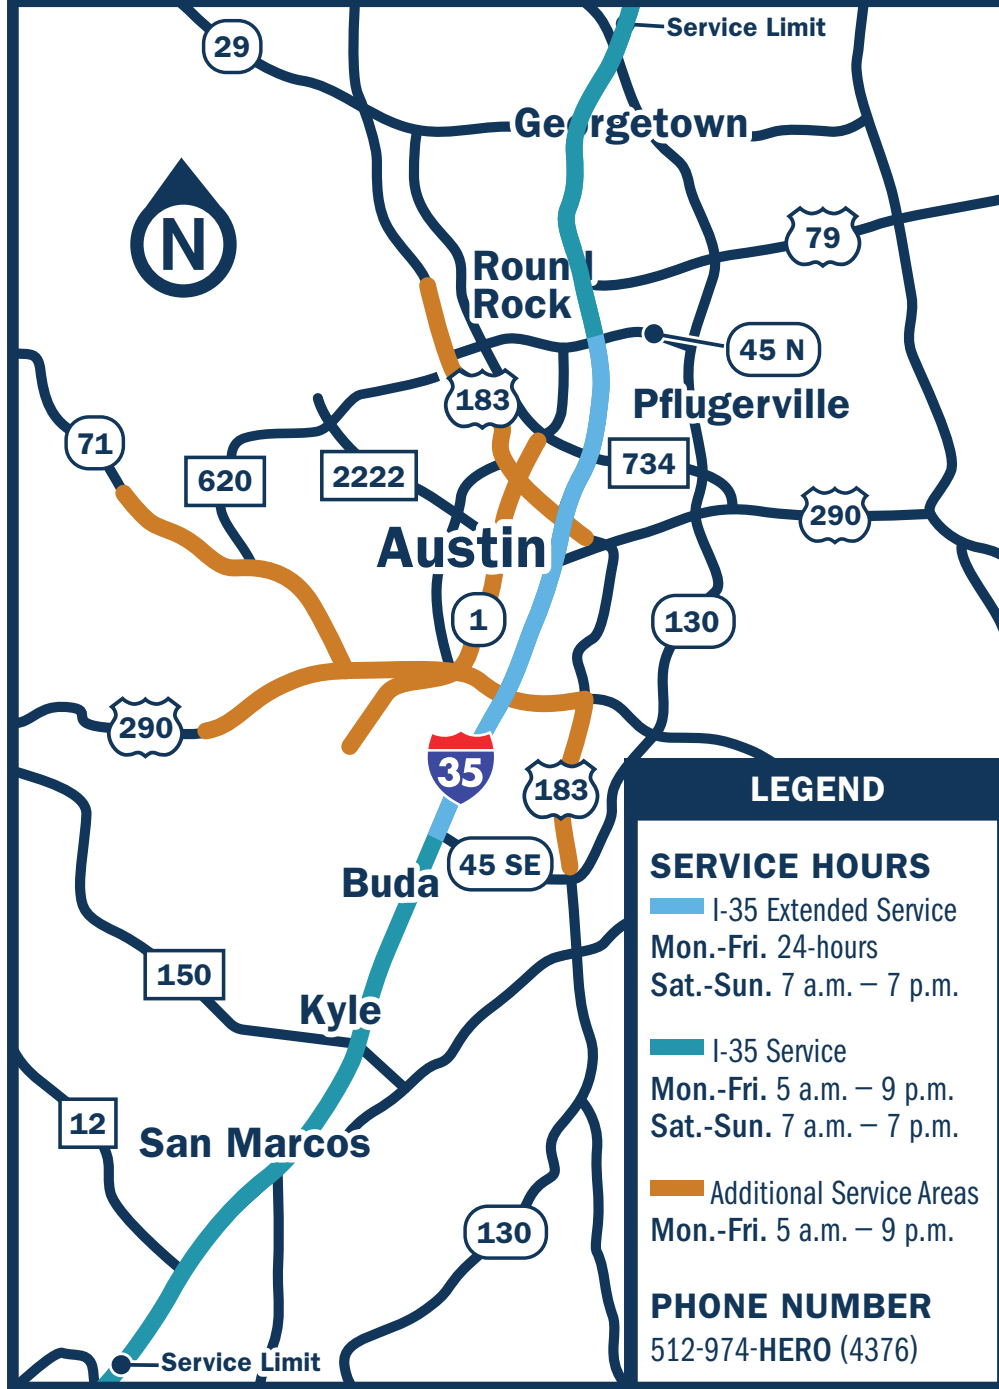 Service Limit
29
Georgetown
N
79
Round
Rock
45 N
183
Pflugerville
71
620
2222
734
290
Austin
1
130
290
35
183
45 SE
Buda
150
Kyle
12
San Marcos
130
Service Limit
LEGEND
SERVICE HOURS
I-35 Extended Service
Mon.-Fri. 24-hours
Sat.-Sun. 7 a.m. – 7 p.m.
I-35 Service
Mon.-Fri. 5 a.m. – 9 p.m.
Sat.-Sun. 7 a.m. – 7 p.m.
Additional Service Areas
Mon.-Fri. 5 a.m. – 9 p.m.
PHONE NUMBER
512-974-HERO (4376)